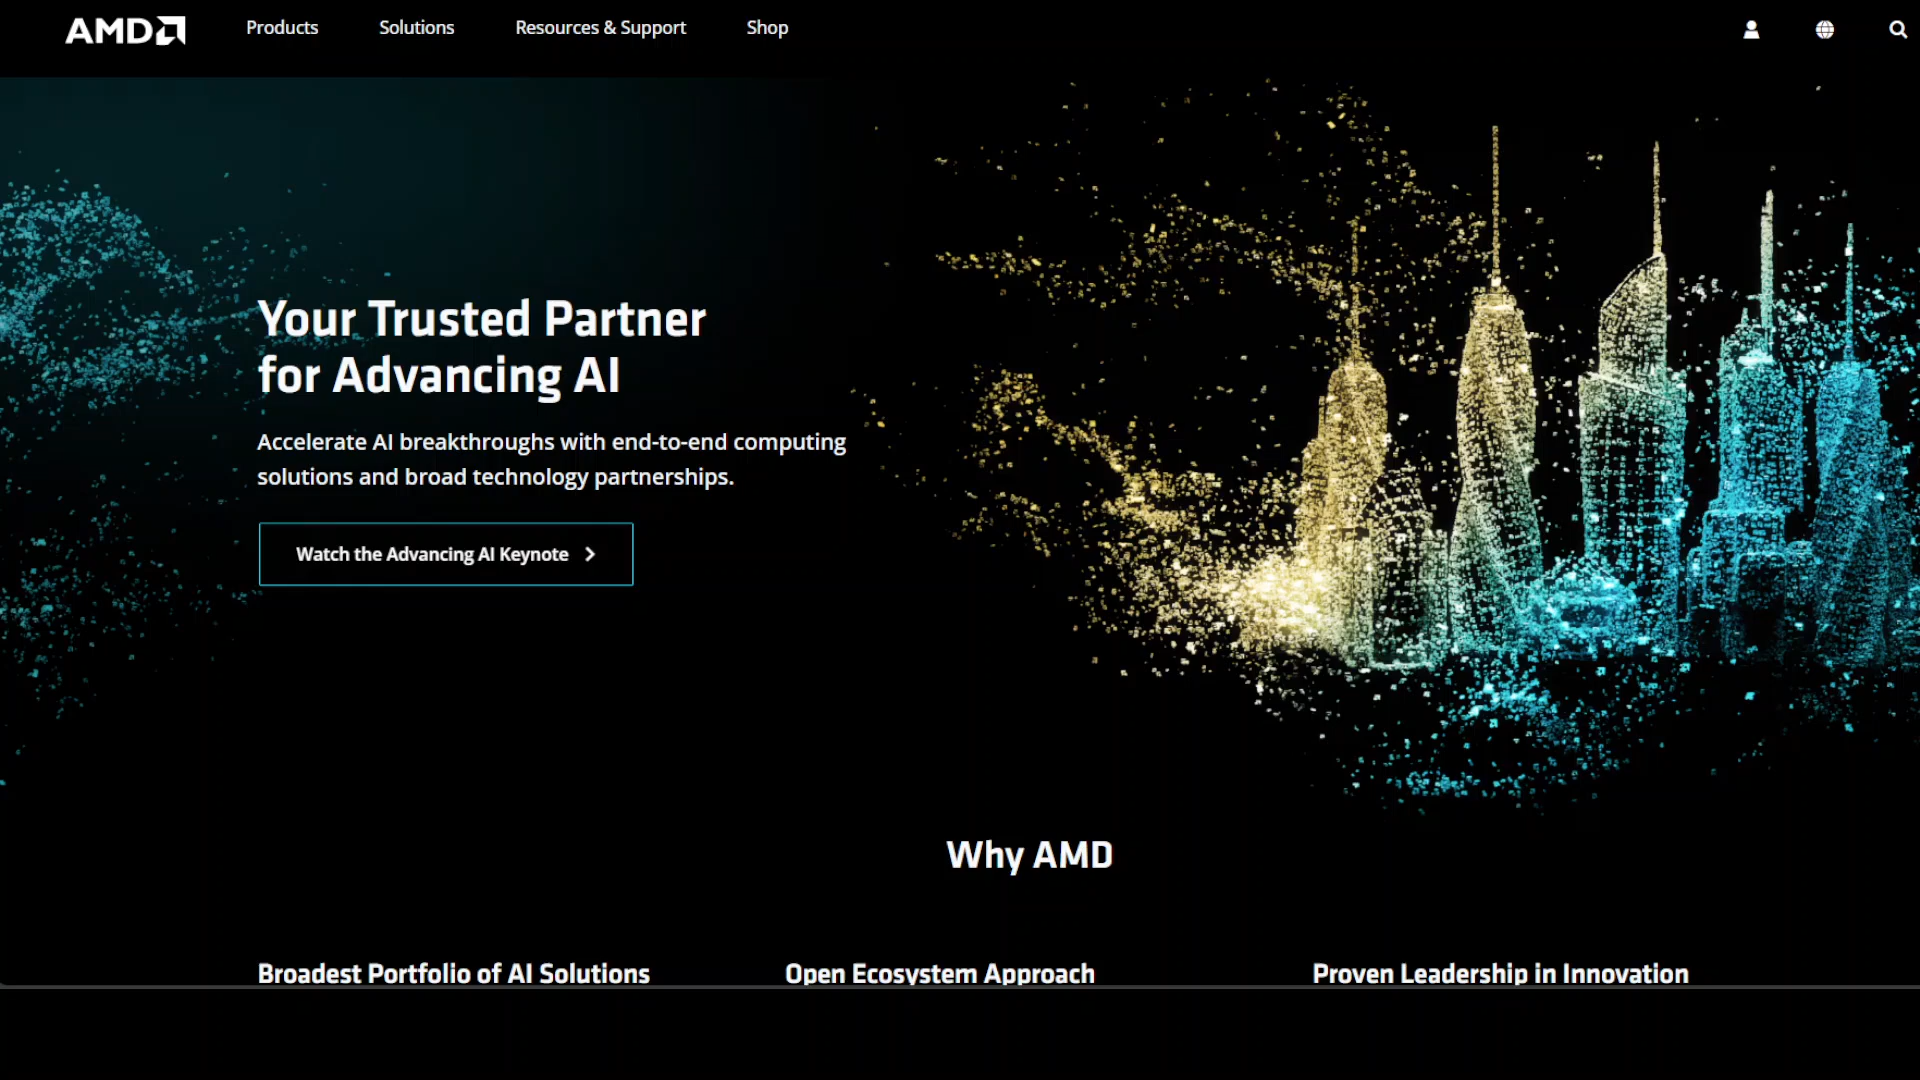 AMD
Products
Solutions
Resources & Support
Shop
Your Trusted Partner
for Advancing AI
Accelerate AI breakthroughs with end-to-end computing
solutions and broad technology partnerships.
Watch the Advancing AI Keynote
Why AMD
Broadest Portfolio of AI Solutions
Open Ecosystem Approach
Proven Leadership in Innovation